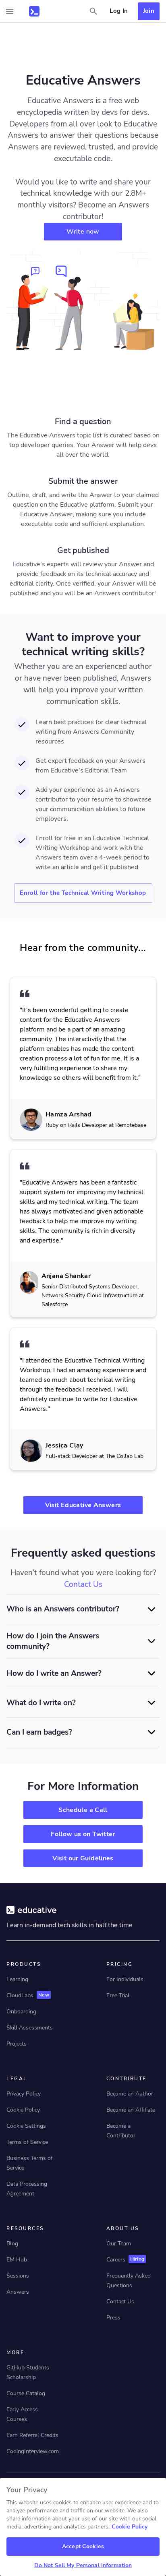 Log In
Join
Educative Answers
Educative Answers is a free web
encyclopedia written by devs for devs.
Developers from all over come to Educative
Answers to answer their questions because
Answers are reviewed, trusted, and provide
executable code.
Would you like to write and share your
technical knowledge with our 2.8M+
monthly visitors? Become an Answers
contributor!
Write now
Find a question
The Educative Answers topic list is curated based on
top developer queries. Your Answer will help devs
all over the world.
Submit the answer
Outline, draft, and write the Answer to your claimed
question on the Educative platform. Submit your
Educative Answer, making sure you include
executable code and sufficient explanation.
Get published
Educative's experts will review your Answer and
provide feedback on its technical accuracy and
editorial clarity. Once verified, your Answer will be
published and you will be an Answers contributor!
Want to improve your
technical writing skills?
Whether you are an experienced author
or have never been published, Answers
will help you improve your written
communication skills.
Learn best practices for clear technical
writing from Answers Community
resources
Get expert feedback on your Answers
from Educative's Editorial Team
Add your experience as an Answers
contributor to your resume to showcase
your communication abilities to future
employers.
Enroll for free in an Educative Technical
Writing Workshop and work with the
Answers team over a 4-week period to
write an article and get it published.
Enroll for the Technical Writing Workshop
Hear from the community...
"It's been wonderful getting to create
content for the Educative Answers
platform and be a part of an amazing
community. The interactivity that the
platform enables has made the content
creation process a lot of fun for me. It is a
very fulfilling experience to share my
knowledge so others will benefit from it."
Hamza Arshad
Ruby on Rails Developer at Remotebase
"Educative Answers has been a fantastic
support system for improving my technical
skills and my technical writing. The team
has always motivated and given actionable
feedback to help me improve my writing
skills. The community is rich in diversity
and expertise."
Anjana Shankar
Senior Distributed Systems Developer,
Network Security Cloud Infrastructure at
Salesforce
"I attended the Educative Technical Writing
Workshop. I had an amazing experience and
learned so much about technical writing
through the feedback I received. I will
definitely continue to write for Educative
Answers."
Jessica Clay
Full-stack Developer at The Collab Lab
Visit Educative Answers
Frequently asked questions
Haven't found what you were looking for?
Contact Us
Who is an Answers contributor?
How do I join the Answers
community?
How do I write an Answer?
What do I write on?
Can I earn badges?
For More Information
Schedule a Call
Follow us on Twitter
Visit our Guidelines
educative
Learn in-demand tech skills in half the time
PRODUCTS
Learning
CloudLabs New
Onboarding
Skill Assessments
Projects
PRICING
For Individuals
Free Trial
LEGAL
Privacy Policy
Cookie Policy
Cookie Settings
Terms of Service
Business Terms of
Service
Data Processing
Agreement
CONTRIBUTE
Become an Author
Become an Affiliate
Become a
Contributor
RESOURCES
Blog
EM Hub
Sessions
Answers
ABOUT US
Our Team
Careers Hiring
Frequently Asked
Questions
Contact Us
Press
MORE
GitHub Students
Scholarship
Course Catalog
Early Access
Courses
Earn Referral Credits
CodingInterview.com
Your Privacy
This website uses cookies to enhance user experience and to
analyze performance and traffic on our website. We also
share information about your use of our site with our social
media, advertising and analytics partners. Cookie Policy
Accept Cookies
Do Not Sell My Personal Information